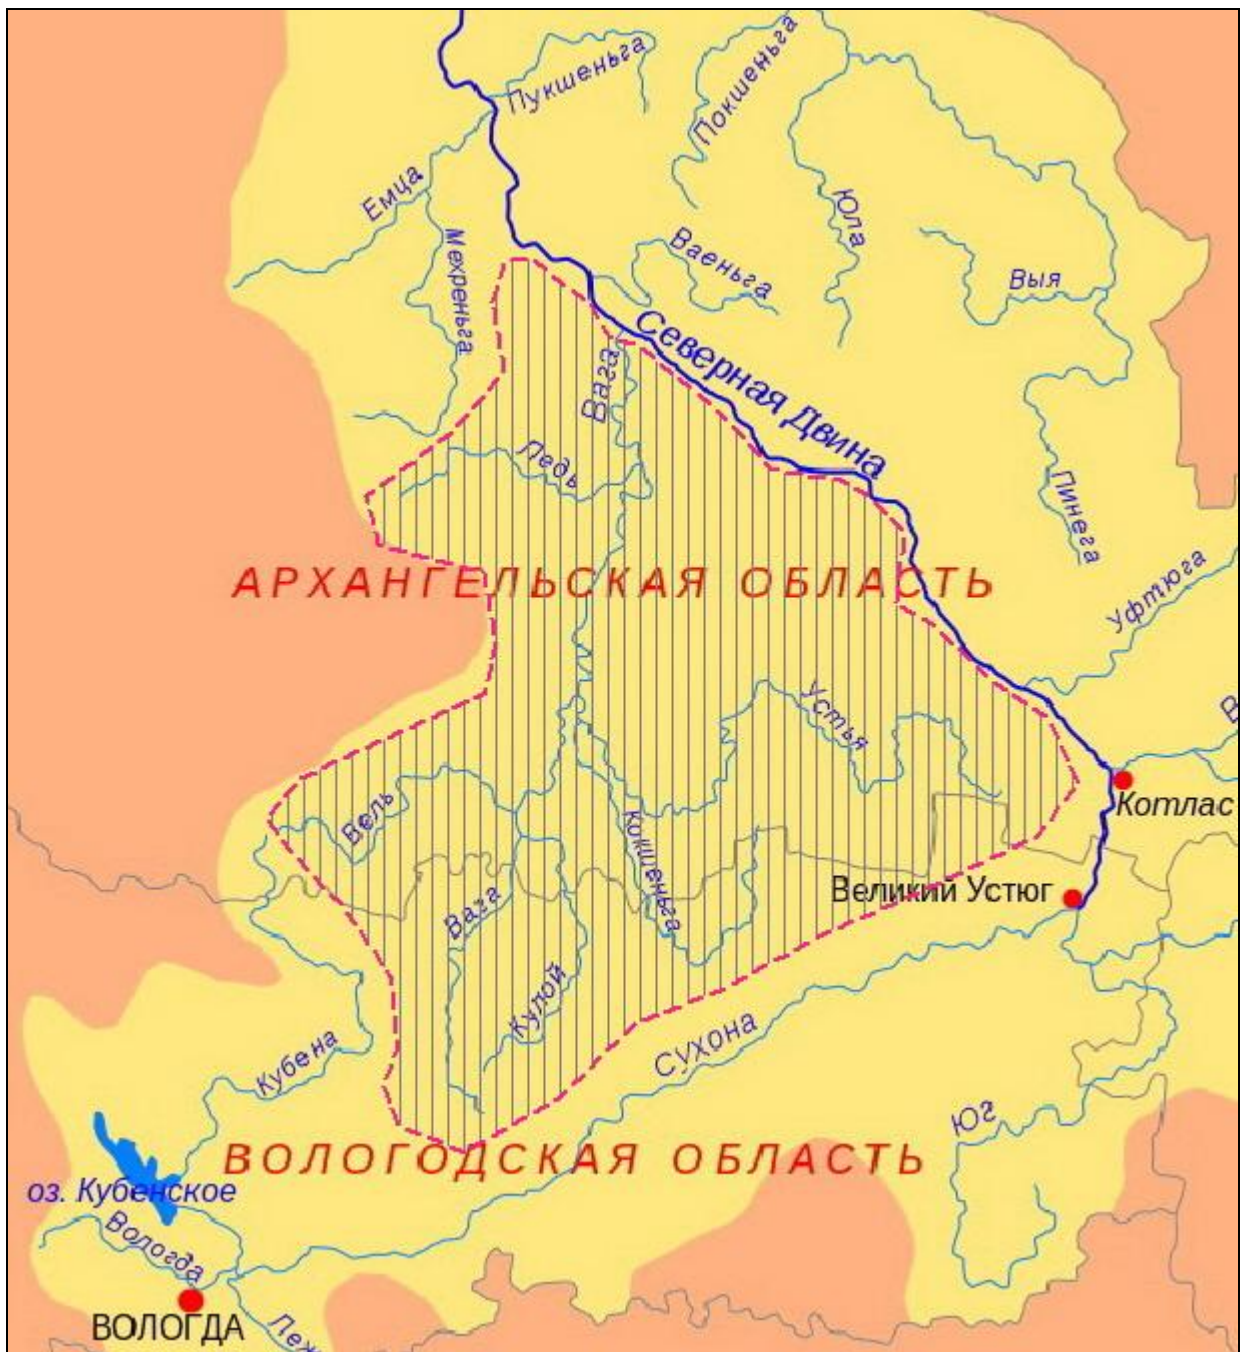 Пукшеньга
Покшеньга
Емца
Мехреньга
Юла
Ваеньга
Выя
Северная Двина
Вага
Ледь
Пинега
АРХАНГЕЛЬСКАЯ ОБЛАСТЬ
Уфтюга
Устья
В
Котлас
Вель
Кокшеньга
Великий Устюг
Вага
Кулой
Сухона
Кубена
Юг
ВОЛОГОДСКАЯ ОБЛАСТЬ
оз. Кубенское
Вологда
ВОЛОГДА
Леж